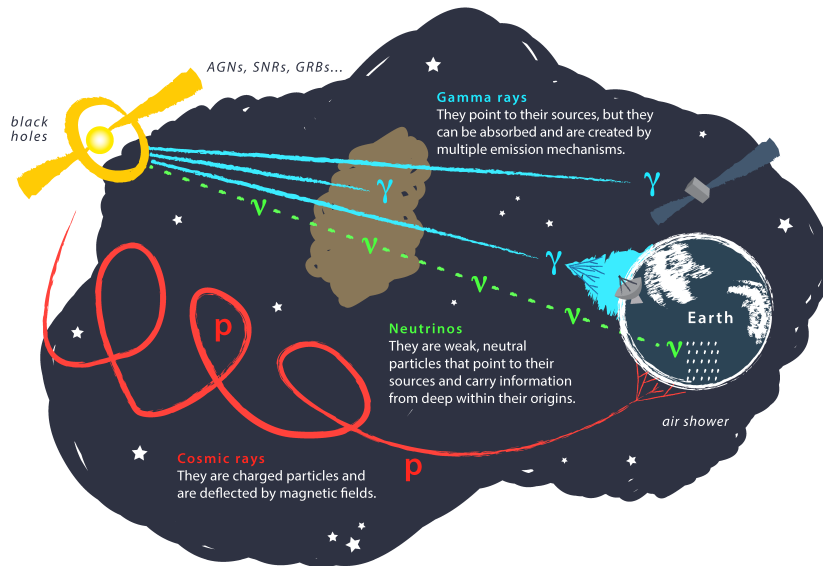 AGNs, SNRs, GRBs...
black
holes
Gamma rays
They point to their sources, but they
can be absorbed and are created by
multiple emission mechanisms.
γ
γ
ν
ν
γ
ν
ν
Earth
p
Neutrinos
They are weak, neutral
particles that point to their
sources and carry information
from deep within their origins.
ν
air shower
Cosmic rays
They are charged particles and
are deflected by magnetic fields.
p